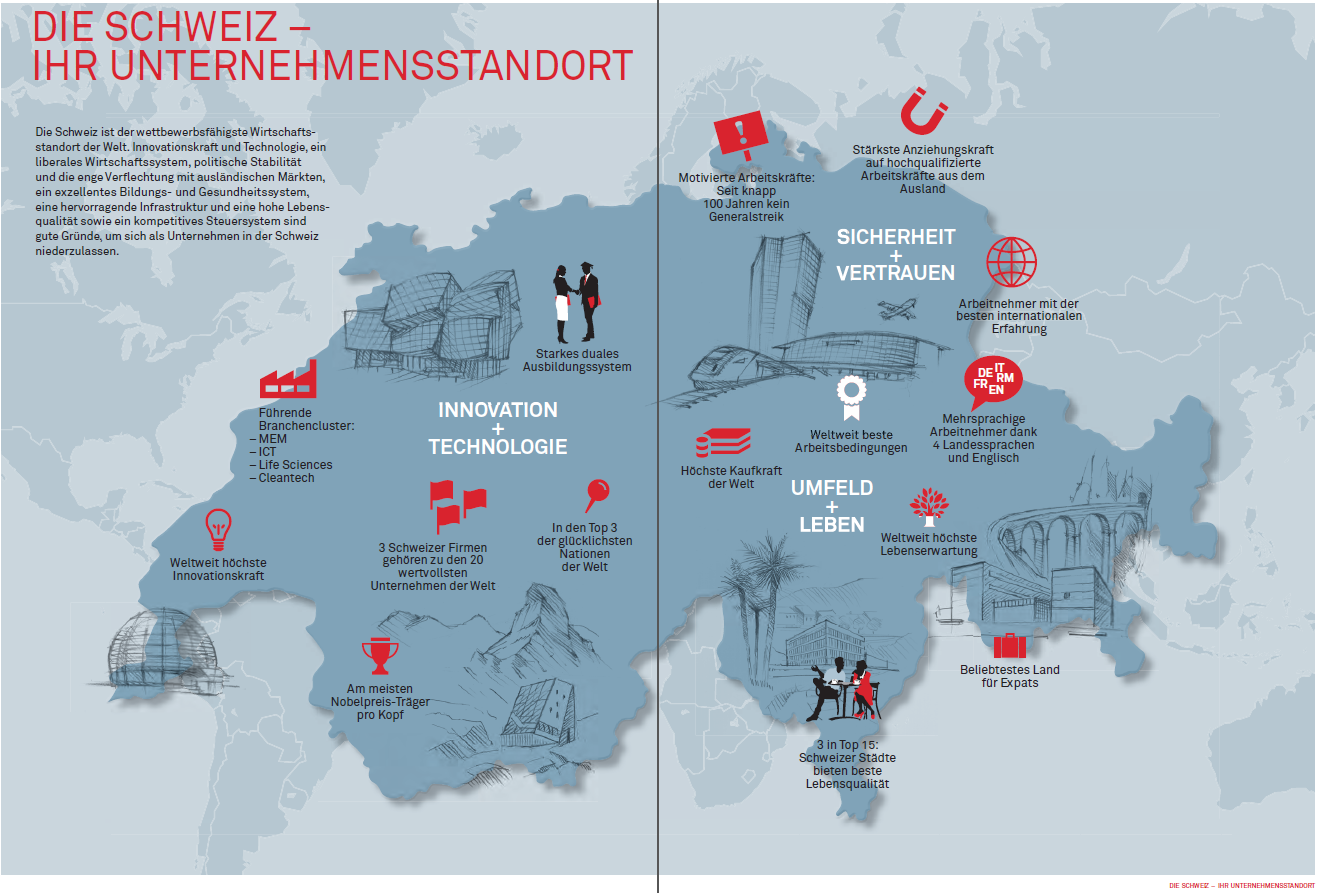 DIE SCHWEIZ –
IHR UNTERNEHMENSSTANDORT
Die Schweiz ist der wettbewerbsfähigste Wirtschafts-
standort der Welt. Innovationskraft und Technologie, ein
liberales Wirtschaftssystem, politische Stabilität
und die enge Verflechtung mit ausländischen Märkten,
ein exzellentes Bildungs- und Gesundheitssystem,
eine hervorragende Infrastruktur und eine hohe Lebens-
qualität sowie ein kompetitives Steuersystem sind
gute Gründe, um sich als Unternehmen in der Schweiz
niederzulassen.
Starkes duales
Ausbildungssystem
Führende
Branchencluster:
– MEM
– ICT
– Life Sciences
– Cleantech
INNOVATION
+
TECHNOLOGIE
Weltweit höchste
Innovationskraft
3 Schweizer Firmen
gehören zu den 20
wertvollsten
Unternehmen der Welt
In den Top 3
der glücklichsten
Nationen
der Welt
Am meisten
Nobelpreis-Träger
pro Kopf
Motivierte Arbeitskräfte:
Seit knapp
100 Jahren kein
Generalstreik
Stärkste Anziehungskraft
auf hochqualifizierte
Arbeitskräfte aus dem
Ausland
SICHERHEIT
+
VERTRAUEN
Arbeitnehmer mit der
besten internationalen
Erfahrung
DE IT
FR RM
EN
Mehrsprachige
Arbeitnehmer dank
4 Landessprachen
und Englisch
Weltweit beste
Arbeitsbedingungen
Höchste Kaufkraft
der Welt
UMFELD
+
LEBEN
Weltweit höchste
Lebenserwartung
Beliebtestes Land
für Expats
3 in Top 15:
Schweizer Städte
bieten beste
Lebensqualität
DIE SCHWEIZ – IHR UNTERNEHMENSSTANDORT